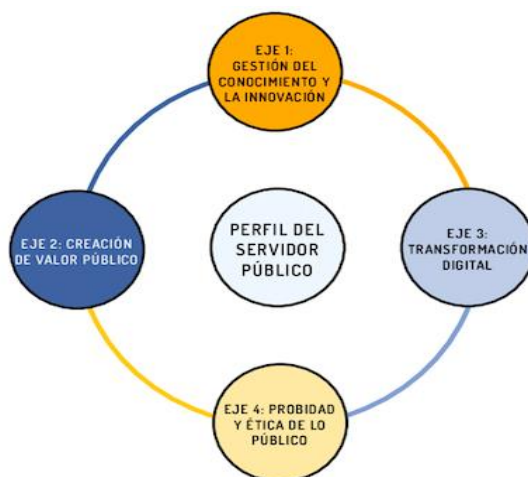 EJE 1:
GESTIÓN DEL
CONOCIMIENTO Y
LA INNOVACIÓN
EJE 2: CREACIÓN
DE VALOR PÚBLICO
PERFIL DEL
SERVIDOR
PÚBLICO
EJE 3:
TRANSFORMACIÓN
DIGITAL
EJE 4: PROBIDAD
Y ÉTICA DE LO
PÚBLICO